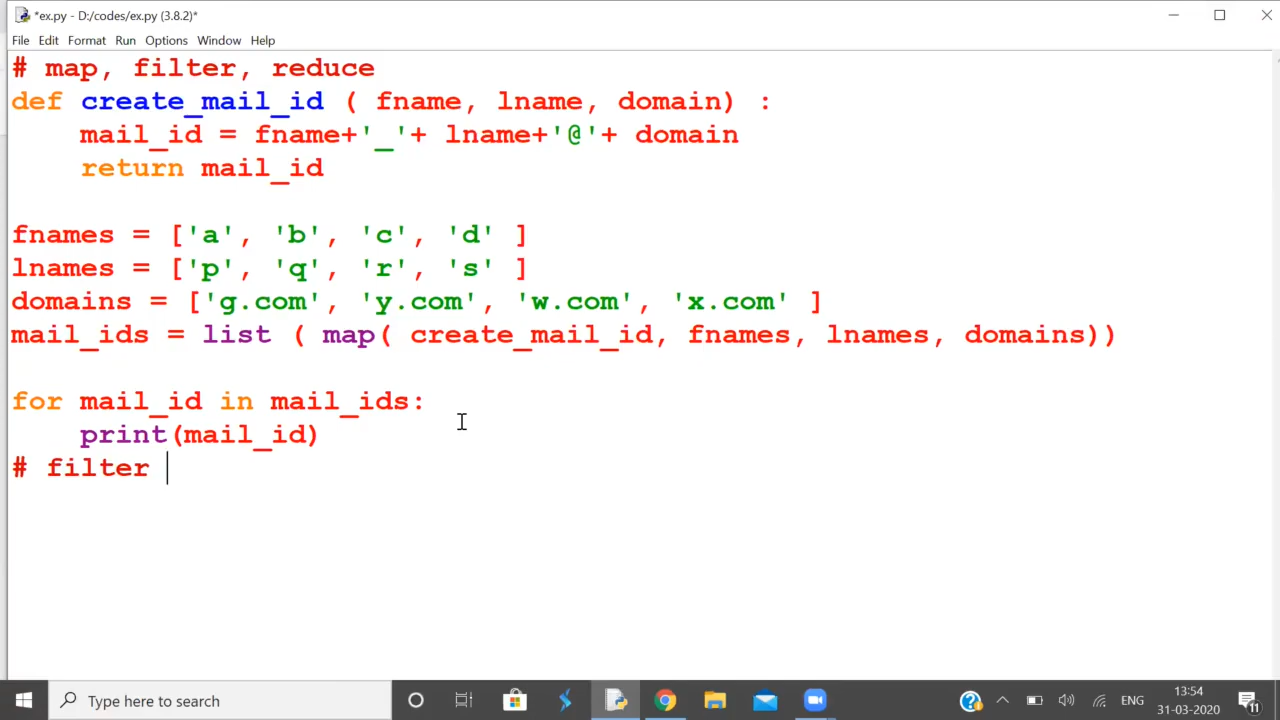 *ex.py - D:/codes/ex.py (3.8.2)*
File Edit Format Run Options Window Help
# map, filter, reduce
def create_mail_id ( fname, lname, domain) :
    mail_id = fname+'_'+ lname+'@'+ domain
    return mail_id
fnames = ['a', 'b', 'c', 'd' ]
lnames = ['p', 'q', 'r', 's' ]
domains = ['g.com', 'y.com', 'w.com', 'x.com' ]
mail_ids = list ( map( create_mail_id, fnames, lnames, domains))
for mail_id in mail_ids:
    print(mail_id)
# filter
Type here to search
ENG
13:54
31-03-2020
11